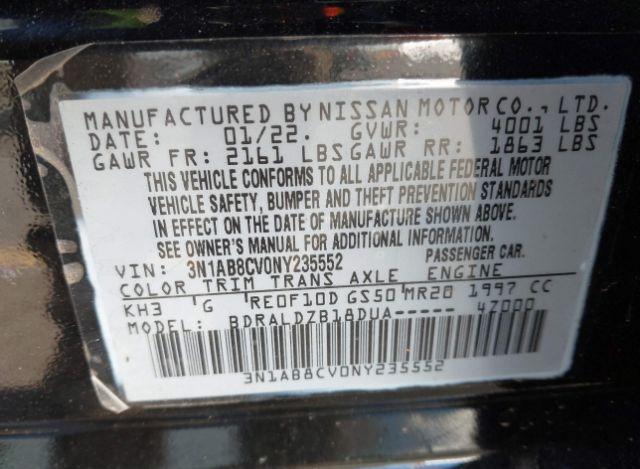 MANUFACTURED BY NISSAN MOTOR CO., LTD.
DATE: 01/22. GVWR: 4001 LBS
GAWR FR: 2161 LBS GAWR RR: 1863 LBS
THIS VEHICLE CONFORMS TO ALL APPLICABLE FEDERAL MOTOR
VEHICLE SAFETY, BUMPER AND THEFT PREVENTION STANDARDS
IN EFFECT ON THE DATE OF MANUFACTURE SHOWN ABOVE.
SEE OWNER'S MANUAL FOR ADDITIONAL INFORMATION.
VIN: 3N1AB8CV0NY235552 PASSENGER CAR.
COLOR TRIM TRANS AXLE ENGINE
KH3 G RE0F10D GS50 MR20 1997 CC
MODEL: BDRALDZB18DUA----- 4Z000
3N1AB8CV0NY235552